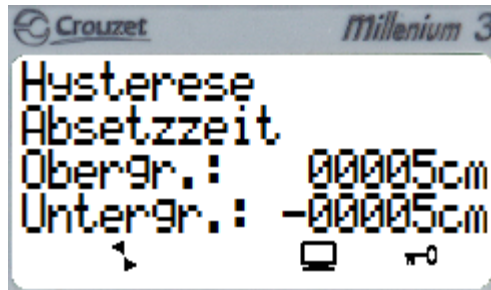 Crouzet Millenium 3
Hysterese
Absetzzeit
Obergr.: 00005cm
Untergr.: -00005cm